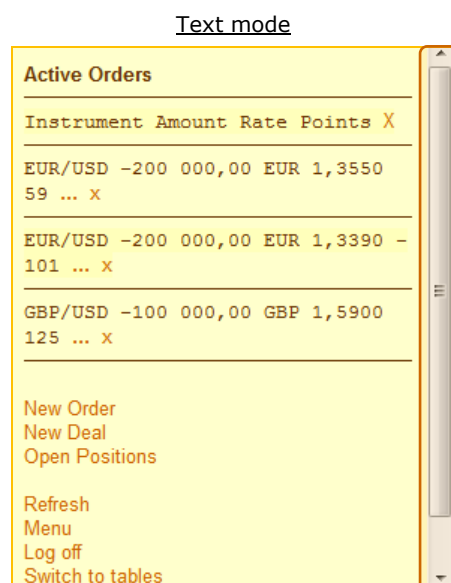 Text mode
Active Orders
Instrument Amount Rate Points X
EUR/USD -200 000,00 EUR 1,3550
59 ... x
EUR/USD -200 000,00 EUR 1,3390 -
101 ... x
GBP/USD -100 000,00 GBP 1,5900
125 ... x
New Order
New Deal
Open Positions
Refresh
Menu
Log off
Switch to tables